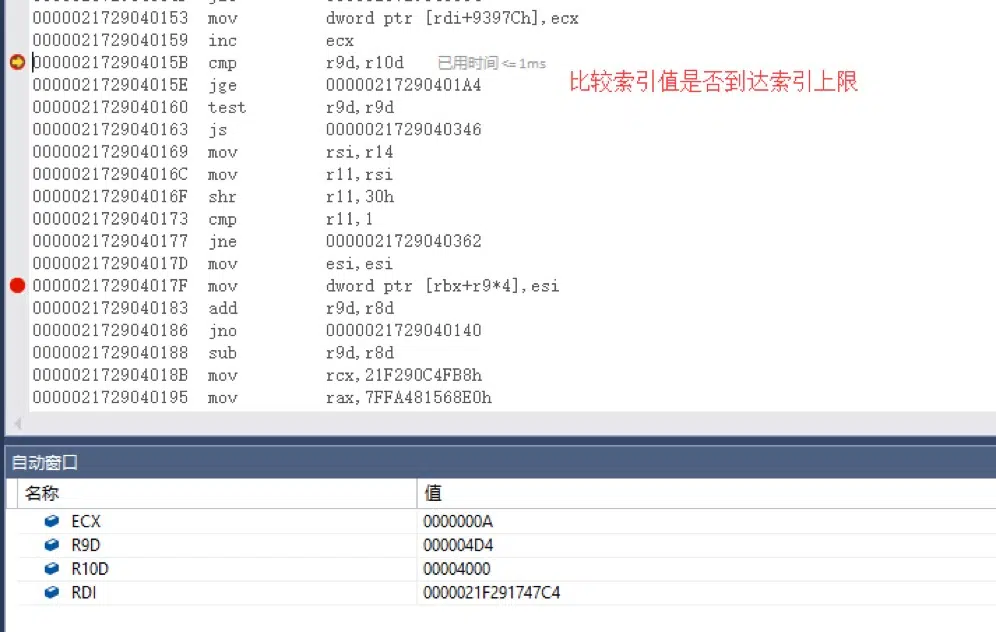 0000021729040153 mov dword ptr [rdi+9397Ch],ecx
0000021729040159 inc ecx
000002172904015B cmp r9d,r10d 已用时间<=1ms
比较索引值是否到达索引上限
000002172904015E jge 00000217290401A4
0000021729040160 test r9d,r9d
0000021729040163 js 0000021729040346
0000021729040169 mov rsi,r14
000002172904016C mov r11,rsi
000002172904016F shr r11,30h
0000021729040173 cmp r11,1
0000021729040177 jne 0000021729040362
000002172904017D mov esi,esi
000002172904017F mov dword ptr [rbx+r9*4],esi
0000021729040183 add r9d,r8d
0000021729040186 jno 0000021729040140
0000021729040188 sub r9d,r8d
000002172904018B mov rcx,21F290C4FB8h
0000021729040195 mov rax,7FFA481568E0h
自动窗口
名称 值
ECX 0000000A
R9D 000004D4
R10D 00004000
RDI 0000021F291747C4